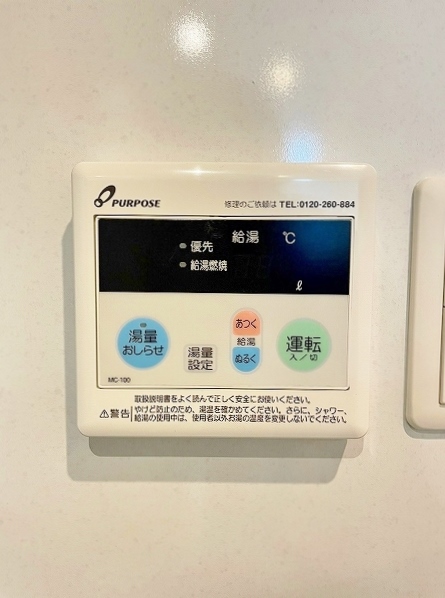 PURPOSE 修理のご依頼は TEL:0120-260-884
給湯 ℃
優先
給湯燃焼
ℓ
湯量
おしらせ
湯量
設定
あつく
給湯
ぬるく
運転
入／切
MC-100
取扱説明書をよく読んで正しく安全にお使いください。
⚠警告 やけど防止のため、湯温を確かめてください。さらに、シャワー、
給湯の使用中は、使用者以外お湯の温度を変更しないでください。